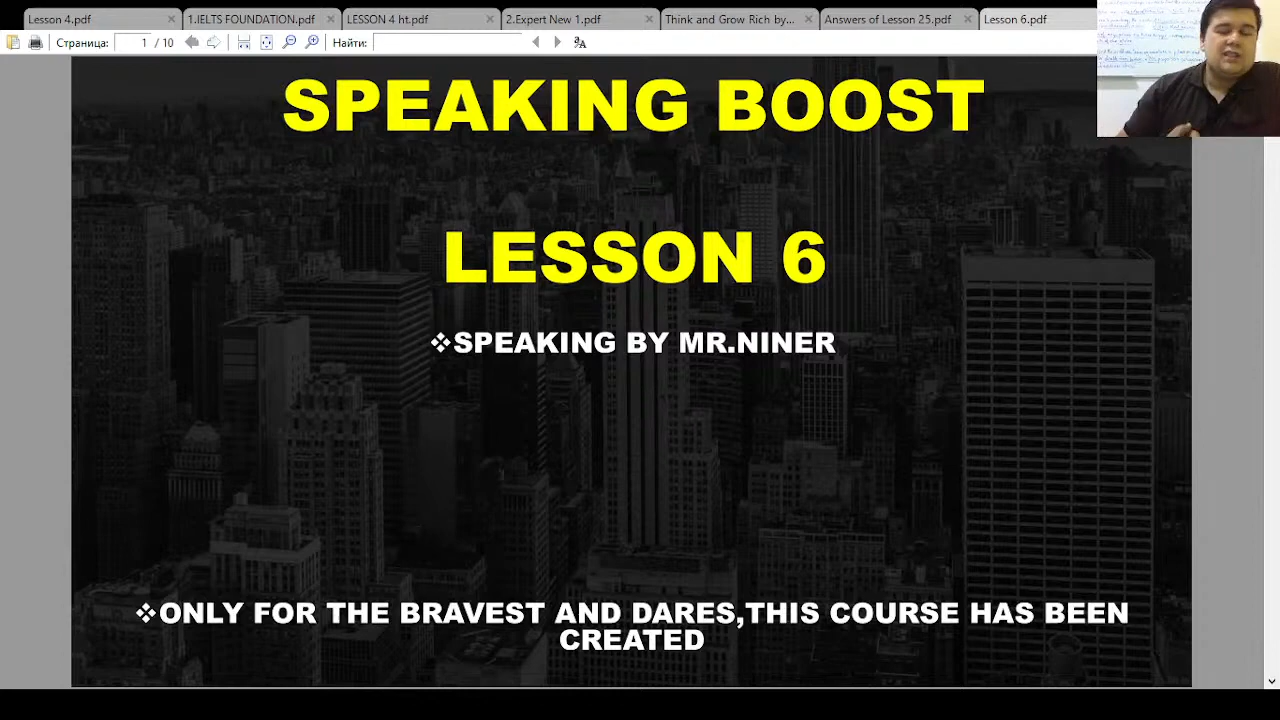 Lesson 4.pdf
1.IELTS FOUNDATION.pdf
LESSON 4 Int.pdf
2.Expert New 1.pdf
Think and Grow Rich by...
Answers of Lesson 25.pdf
Lesson 6.pdf
Страница: 1 / 10
Найти:
SPEAKING BOOST
LESSON 6
❖SPEAKING BY MR.NINER
❖ONLY FOR THE BRAVEST AND DARES,THIS COURSE HAS BEEN
CREATED